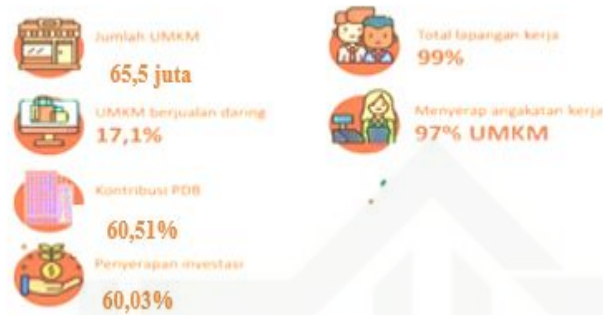 Jumlah UMKM
65,5 juta
UMKM berjualan daring
17,1%
Kontribusi PDB
60,51%
Penyerapan investasi
60,03%
Total lapangan kerja
99%
Menyerap angakatan kerja
97% UMKM